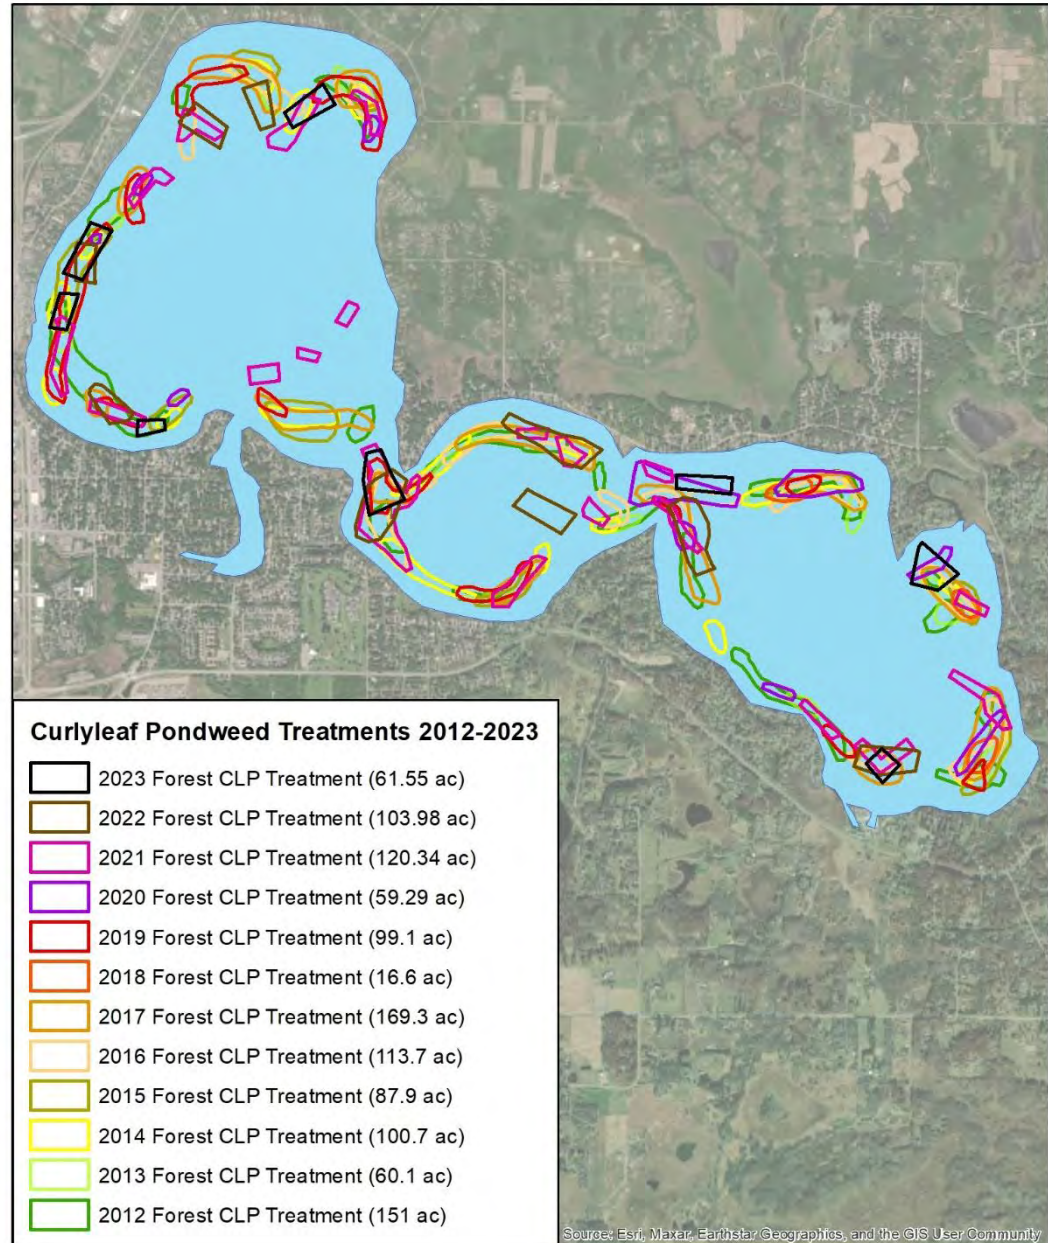 Curlyleaf Pondweed Treatments 2012-2023
2023 Forest CLP Treatment (61.55 ac)
2022 Forest CLP Treatment (103.98 ac)
2021 Forest CLP Treatment (120.34 ac)
2020 Forest CLP Treatment (59.29 ac)
2019 Forest CLP Treatment (99.1 ac)
2018 Forest CLP Treatment (16.6 ac)
2017 Forest CLP Treatment (169.3 ac)
2016 Forest CLP Treatment (113.7 ac)
2015 Forest CLP Treatment (87.9 ac)
2014 Forest CLP Treatment (100.7 ac)
2013 Forest CLP Treatment (60.1 ac)
2012 Forest CLP Treatment (151 ac)
Source: Esri, Maxar, Earthstar Geographics, and the GIS User Community